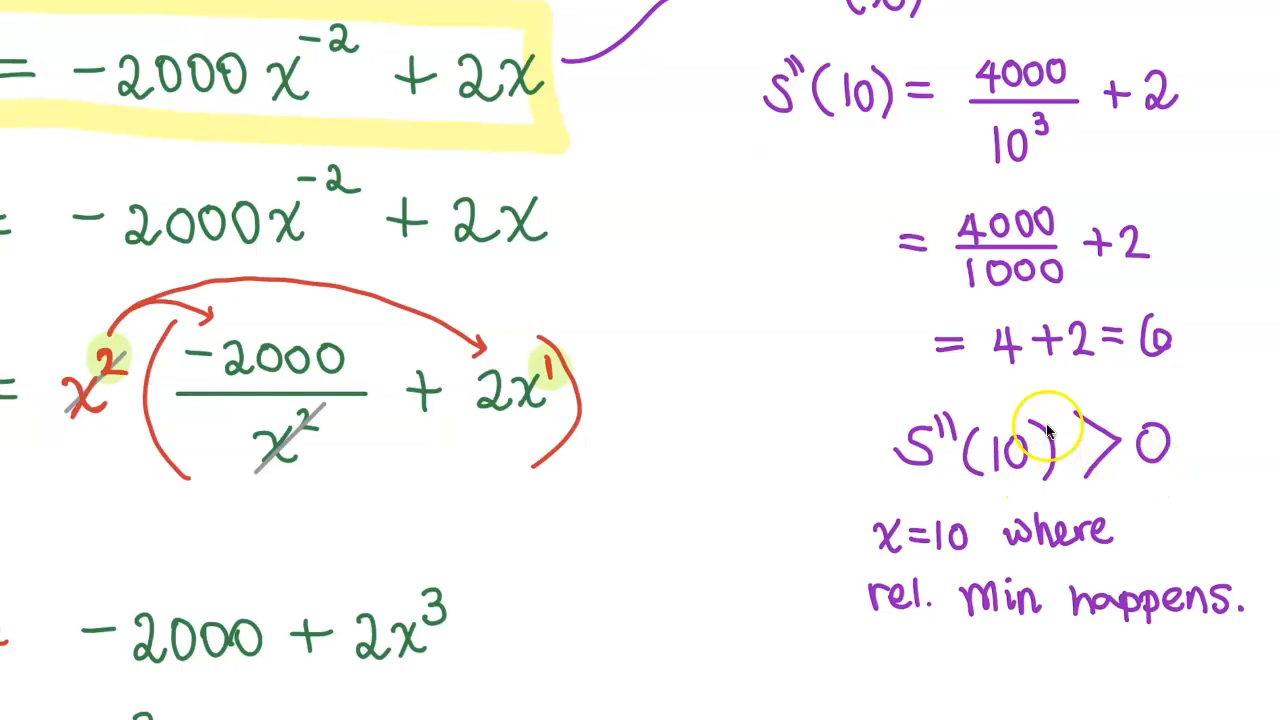 = -2000x⁻² + 2x
= -2000x⁻² + 2x
= x² ( -2000/x² + 2x¹ )
-2000 + 2x³
S''(10) = 4000/10³ + 2
= 4000/1000 + 2
= 4 + 2 = 6
S''(10) > 0
x=10 where
rel. min happens.